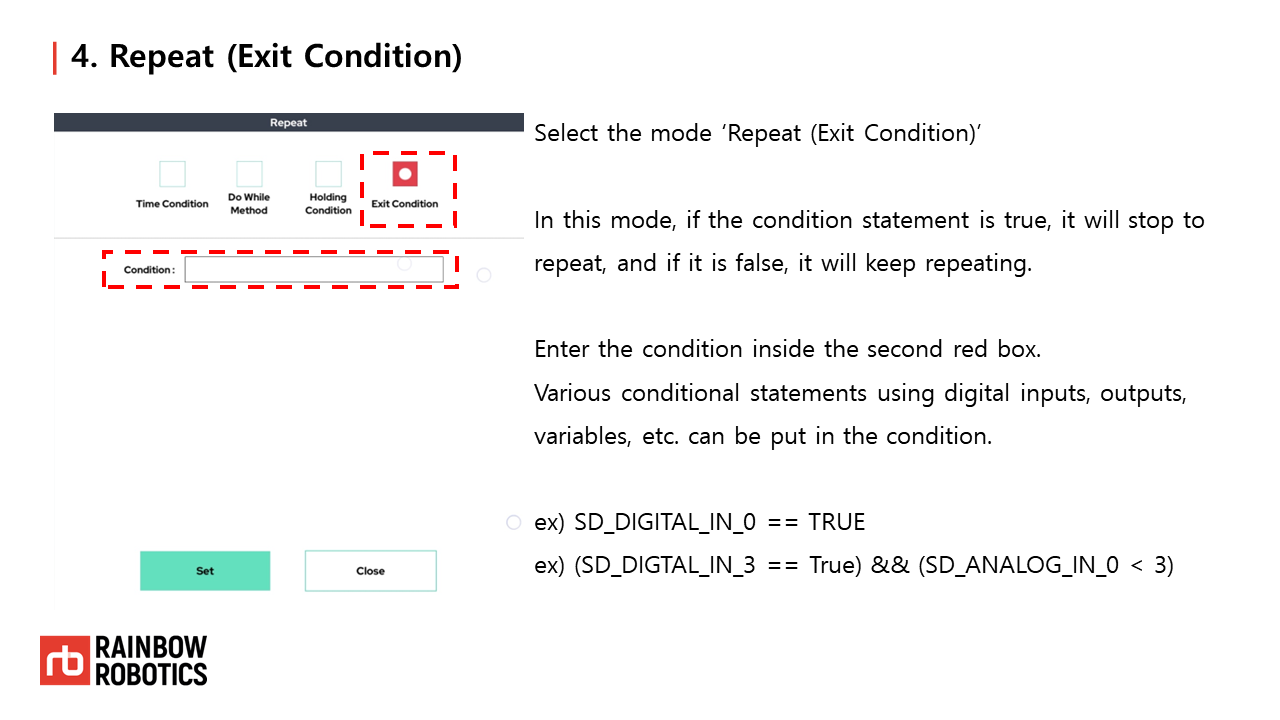 4. Repeat (Exit Condition)
Repeat
Time Condition
Do While
Method
Holding
Condition
Exit Condition
Condition :
Set
Close
Select the mode ‘Repeat (Exit Condition)’
In this mode, if the condition statement is true, it will stop to
repeat, and if it is false, it will keep repeating.
Enter the condition inside the second red box.
Various conditional statements using digital inputs, outputs,
variables, etc. can be put in the condition.
ex) SD_DIGITAL_IN_0 == TRUE
ex) (SD_DIGTAL_IN_3 == True) && (SD_ANALOG_IN_0 < 3)
rb
RAINBOW
ROBOTICS